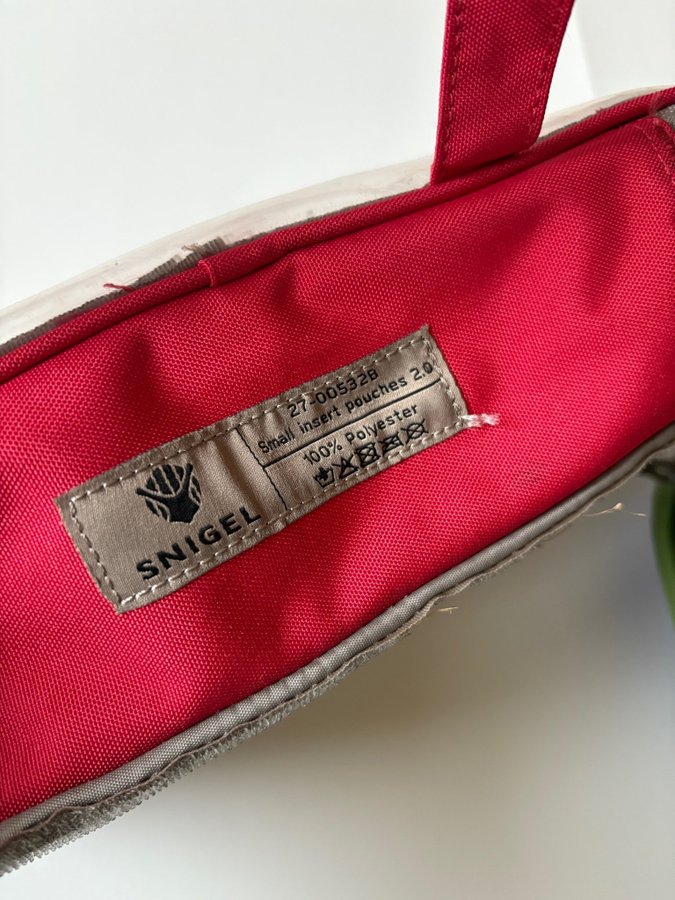 SNIGEL
27-00532B
Small insert pouches 2.0
100% Polyester